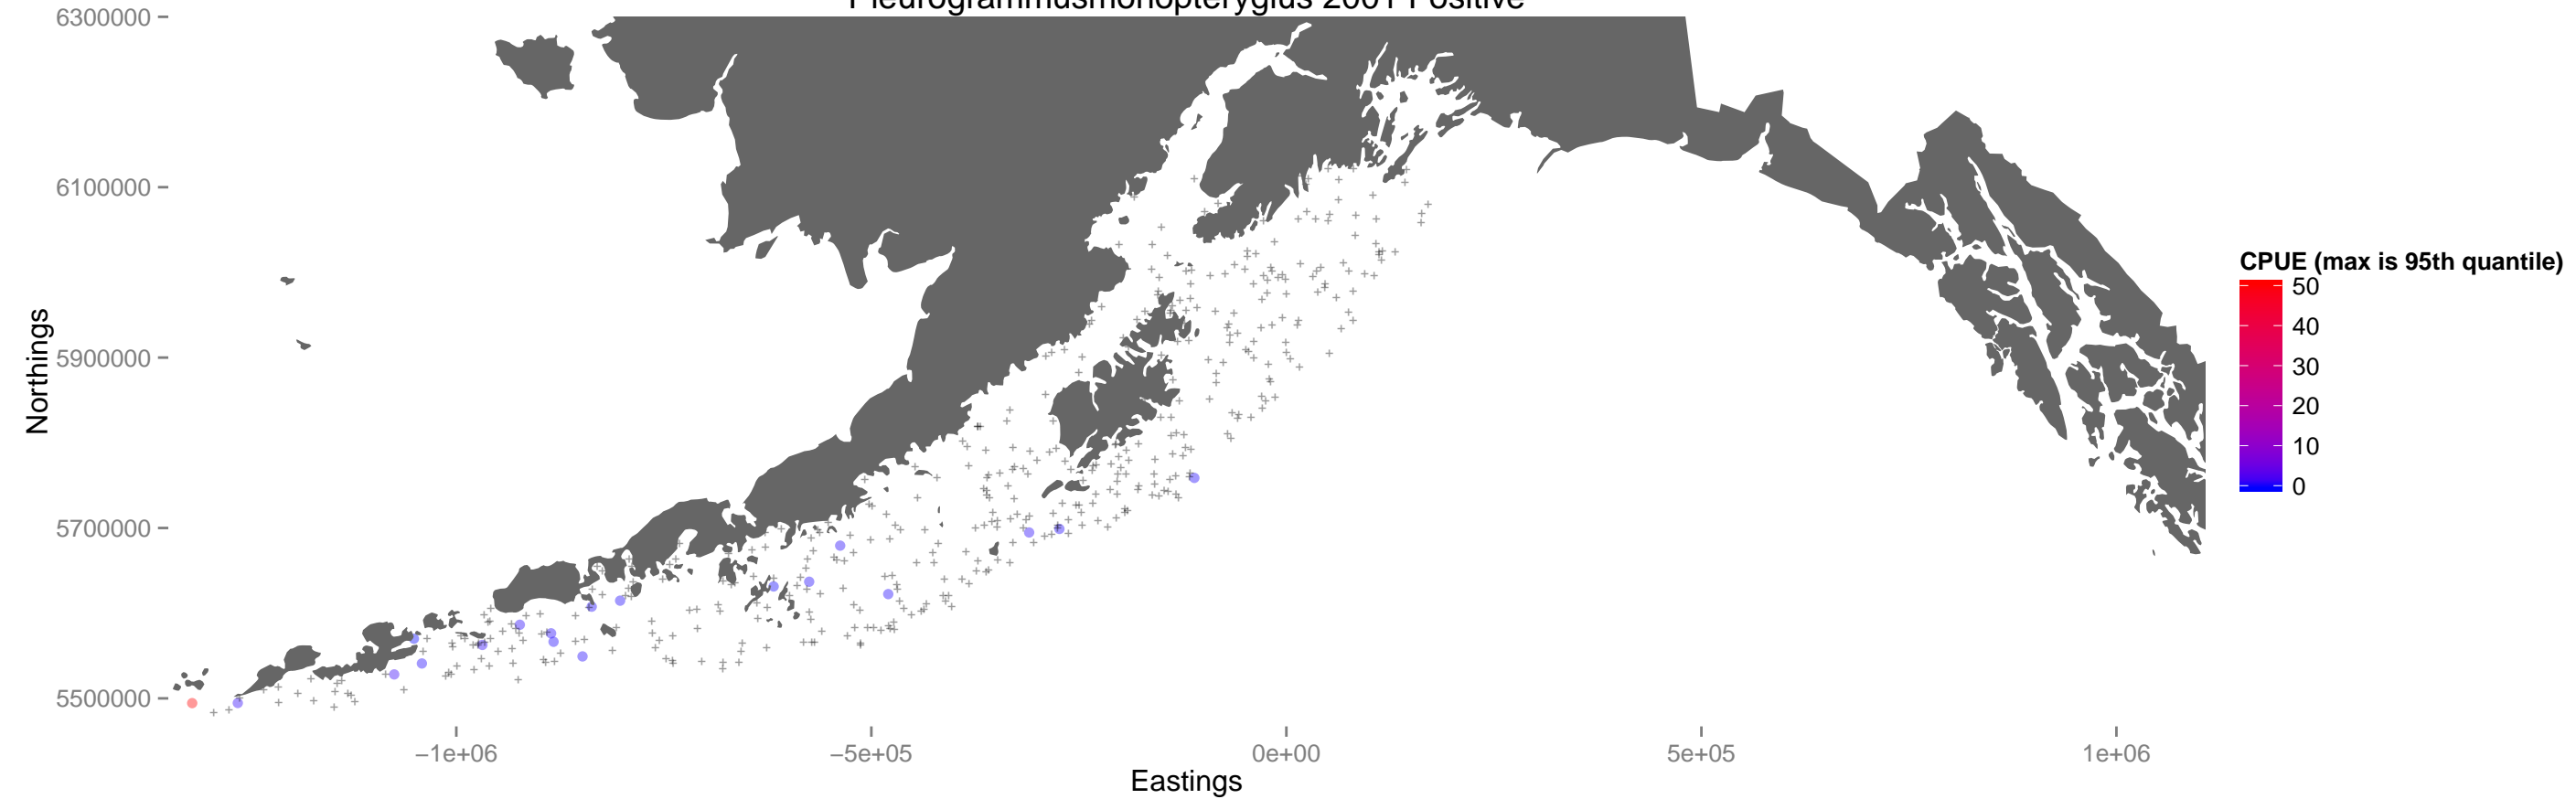 Pleurogrammusmonopterygius 2001 Positive
6300000
6100000
5900000
5700000
5500000
Northings
−1e+06
−5e+05
0e+00
5e+05
1e+06
Eastings
CPUE (max is 95th quantile)
50
40
30
20
10
0